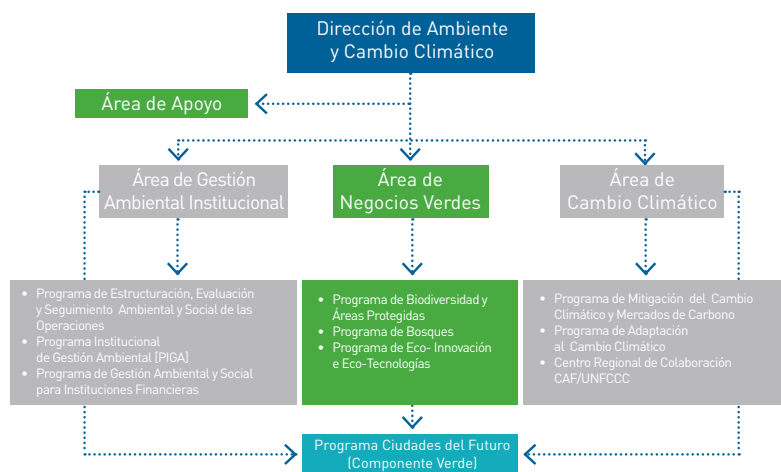 Dirección de Ambiente
y Cambio Climático
Área de Apoyo
Área de Gestión
Ambiental Institucional
Área de
Negocios Verdes
Área de
Cambio Climático
• Programa de Estructuración, Evaluación
y Seguimiento Ambiental y Social de las
Operaciones
• Programa Institucional
de Gestión Ambiental [PIGA]
• Programa de Gestión Ambiental y Social
para Instituciones Financieras
• Programa de Biodiversidad y
Áreas Protegidas
• Programa de Bosques
• Programa de Eco- Innovación
e Eco-Tecnologías
• Programa de Mitigación del Cambio
Climático y Mercados de Carbono
• Programa de Adaptación
al Cambio Climático
• Centro Regional de Colaboración
CAF/UNFCCC
Programa Ciudades del Futuro
(Componente Verde)